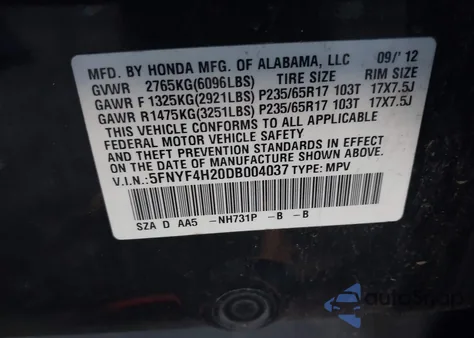 MFD. BY HONDA MFG. OF ALABAMA, LLC 09/'12
GVWR 2765KG(6096LBS) TIRE SIZE RIM SIZE
GAWR F 1325KG(2921LBS) P235/65R17 103T 17X7.5J
GAWR R1475KG(3251LBS) P235/65R17 103T 17X7.5J
THIS VEHICLE CONFORMS TO ALL APPLICABLE
FEDERAL MOTOR VEHICLE SAFETY, BUMPER,
AND THEFT PREVENTION STANDARDS IN EFFECT
ON THE DATE OF MANUFACTURE SHOWN ABOVE.
V.I.N.:5FNYF4H20DB004037 TYPE: MPV
SZA D AA5 -NH731P -B -B
autoSnap